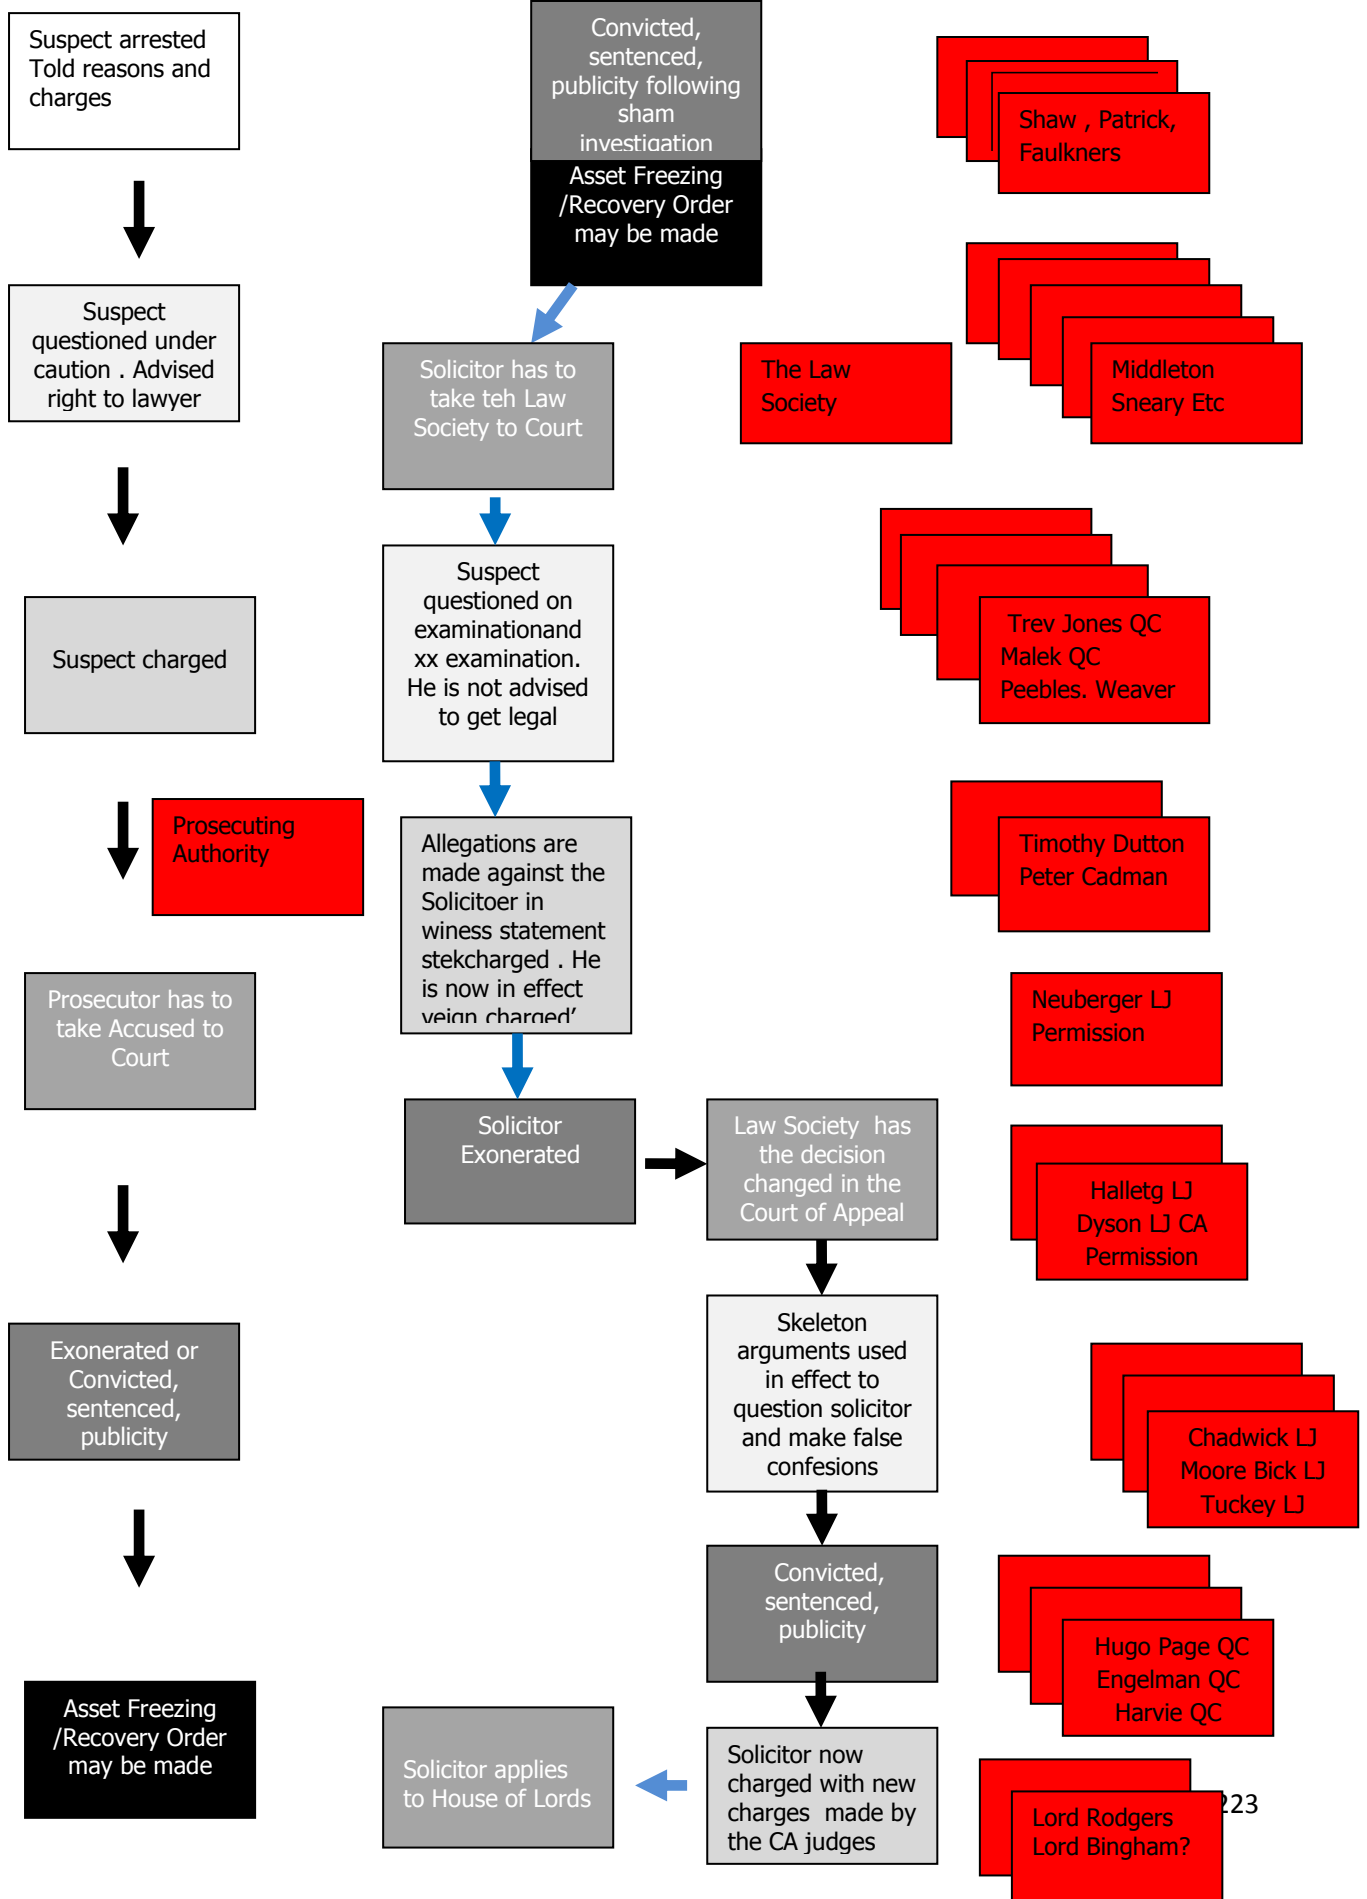 Suspect arrested
Told reasons and
charges
Suspect
questioned under
caution . Advised
right to lawyer
Suspect charged
Prosecuting
Authority
Prosecutor has to
take Accused to
Court
Exonerated or
Convicted,
sentenced,
publicity
Asset Freezing
/Recovery Order
may be made
Convicted,
sentenced,
publicity following
sham
investigation
Asset Freezing
/Recovery Order
may be made
Solicitor has to
take teh Law
Society to Court
Suspect
questioned on
examinationand
xx examination.
He is not advised
to get legal
Allegations are
made against the
Solicitoer in
winess statement
stekcharged . He
is now in effect
veign charged’
Solicitor
Exonerated
Law Society  has
the decision
changed in the
Court of Appeal
Skeleton
arguments used
in effect to
question solicitor
and make false
confesions
Convicted,
sentenced,
publicity
Solicitor now
charged with new
charges  made by
the CA judges
Solicitor applies
to House of Lords
Shaw , Patrick,
Faulkners
The Law
Society
Middleton
Sneary Etc
Trev Jones QC
Malek QC
Peebles. Weaver
Timothy Dutton
Peter Cadman
Neuberger LJ
Permission
Halletg LJ
Dyson LJ CA
Permission
Chadwick LJ
Moore Bick LJ
Tuckey LJ
Hugo Page QC
Engelman QC
Harvie QC
Lord Rodgers
Lord Bingham?
223